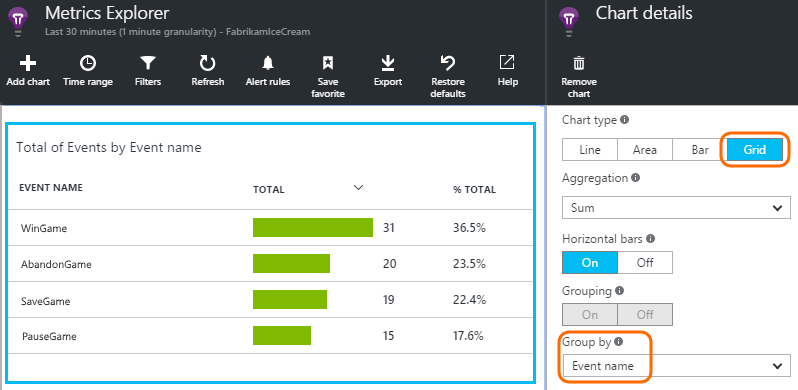 Metrics Explorer
Last 30 minutes (1 minute granularity) - FabrikamIceCream
Add chart
Time range
Filters
Refresh
Alert rules
Save favorite
Export
Restore defaults
Help
Chart details
Remove chart
Total of Events by Event name
EVENT NAME TOTAL % TOTAL
WinGame 31 36.5%
AbandonGame 20 23.5%
SaveGame 19 22.4%
PauseGame 15 17.6%
Chart type
Line Area Bar Grid
Aggregation
Sum
Horizontal bars
On Off
Grouping
On Off
Group by
Event name